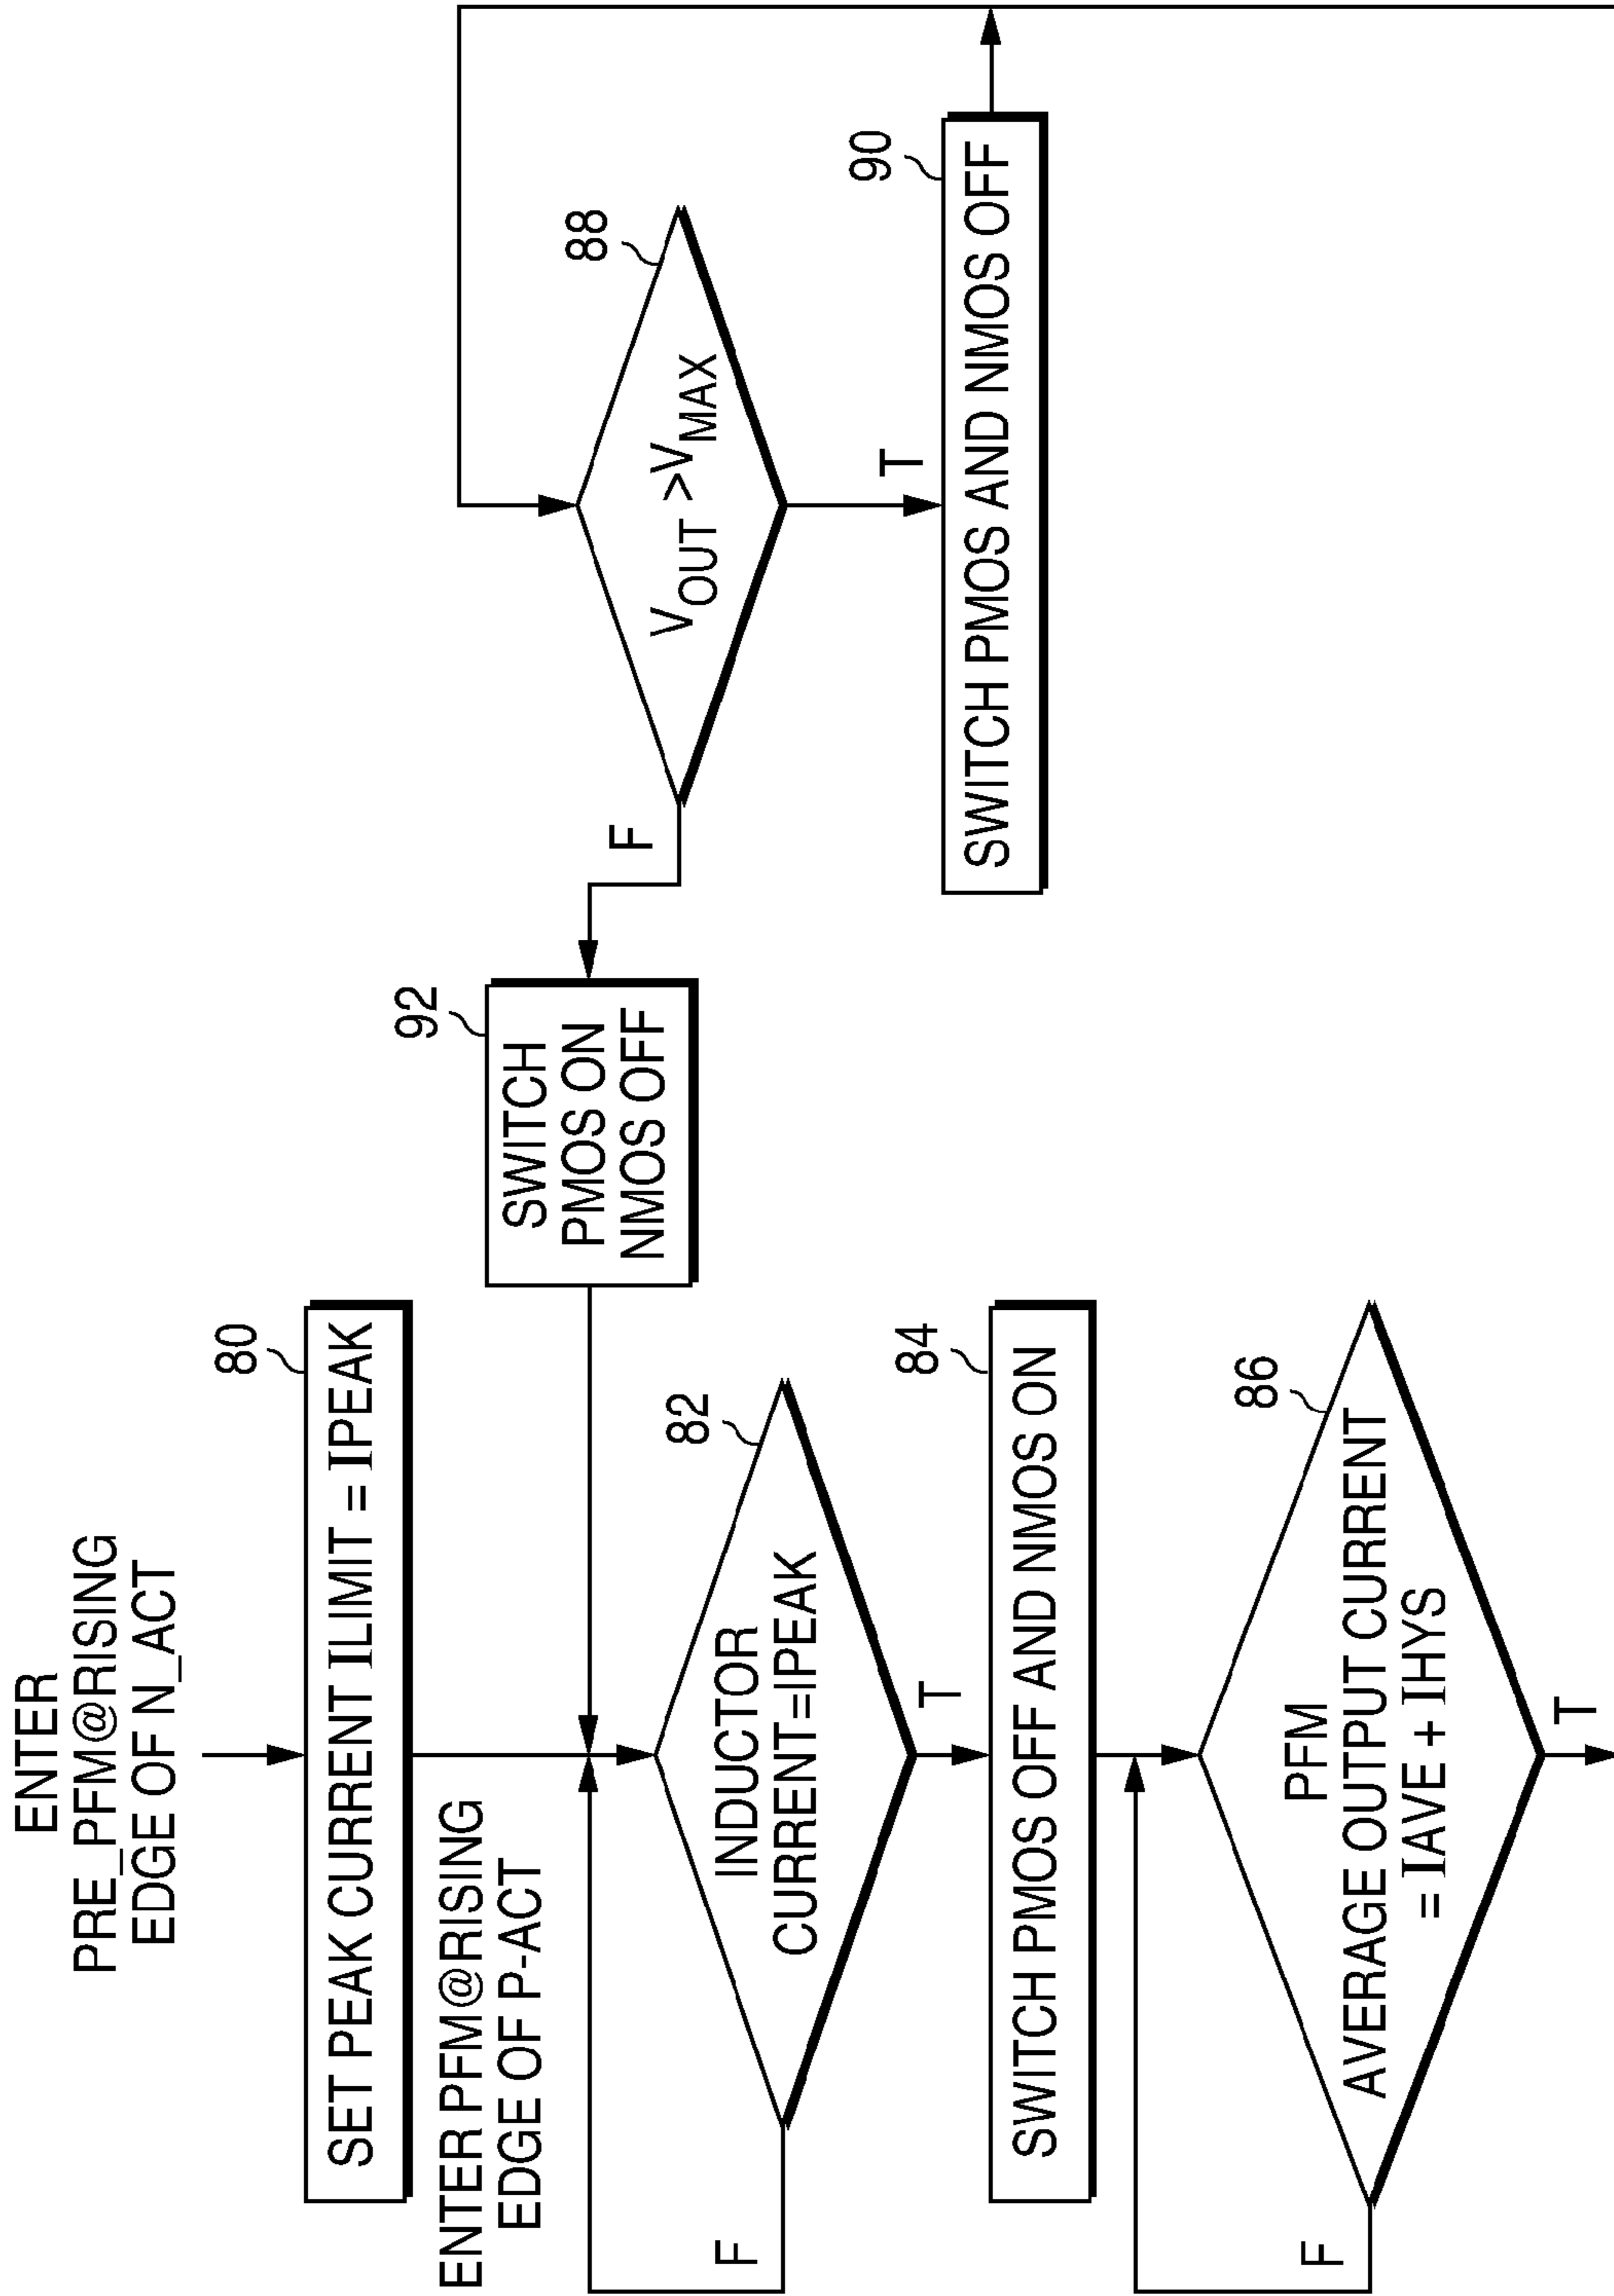 ENTER
PRE_PFM@RISING
EDGE OF N_ACT
80
SET PEAK CURRENT ILIMIT = IPEAK
ENTER PFM@RISING
EDGE OF P-ACT
82
INDUCTOR
CURRENT=IPEAK
F
T
84
SWITCH PMOS OFF AND NMOS ON
86
PFM
AVERAGE OUTPUT CURRENT
= IAVE + IHYS
F
T
92
SWITCH
PMOS ON
NMOS OFF
F
88
VOUT >VMAX
T
90
SWITCH PMOS AND NMOS OFF